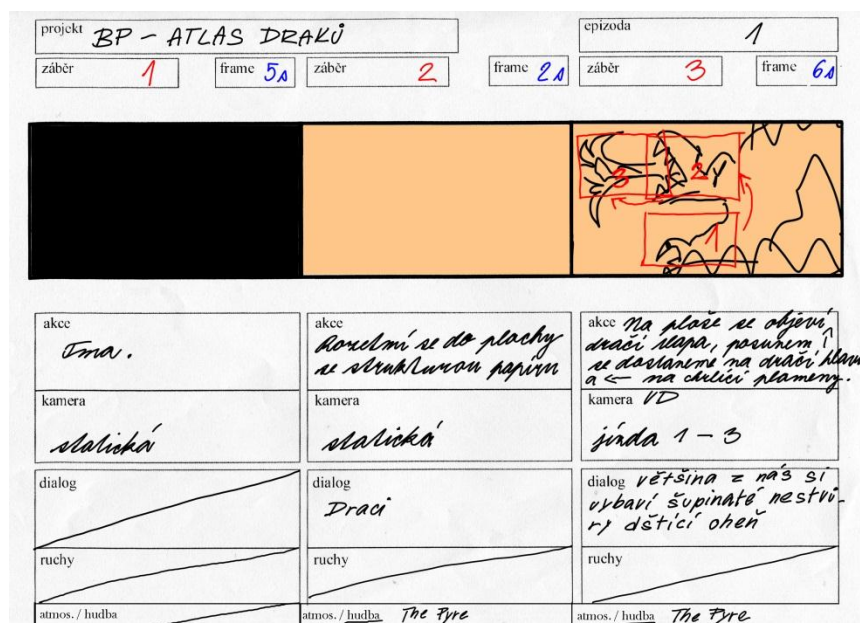 projekt BP - ATLAS DRAKŮ
epizoda 1
záběr 1
frame 5s
záběr 2
frame 2s
záběr 3
frame 6s
3 2
1
akce
Tma.
kamera
statická
dialog
ruchy
atmos. / hudba
akce
Rozetmí se do plochy
se strukturou papíru
kamera
statická
dialog
Draci
ruchy
atmos. / hudba The Pyre
akce Na ploše se objeví
dračí tlapa, posunem ↑
se dostaneme na dračí hlavu
a ← na chrlící plameny.
kamera VD
jízda 1 - 3
dialog většina z nás si
vybaví šupinaté nestvů-
ry dštící oheň
ruchy
atmos. / hudba The Pyre